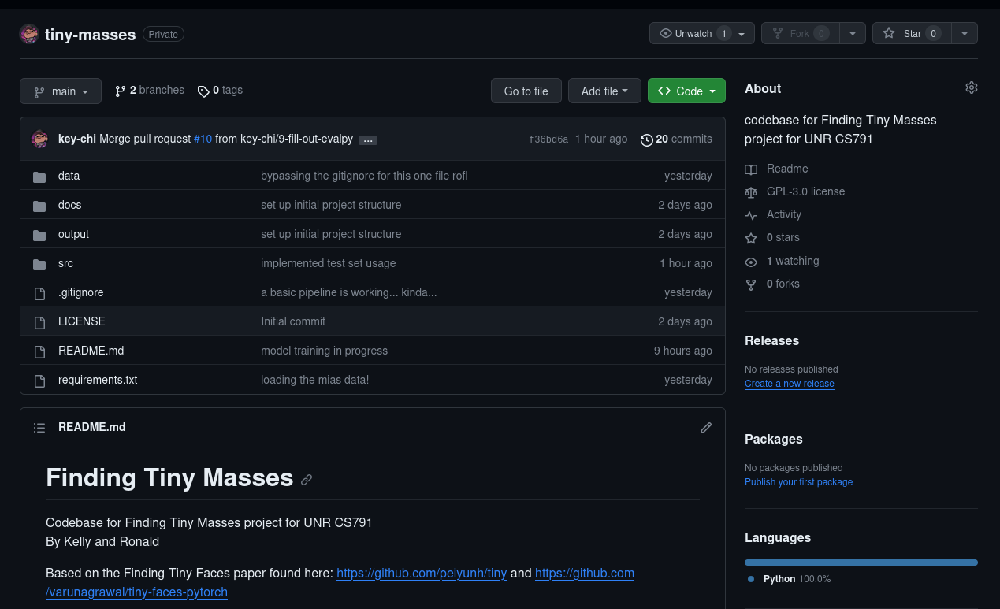 tiny-masses Private Unwatch 1 Fork 0 Star 0
main 2 branches 0 tags Go to file Add file Code
key-chi Merge pull request #10 from key-chi/9-fill-out-evalpy ... f36bd6a 1 hour ago 20 commits
data bypassing the gitignore for this one file rofl yesterday
docs set up initial project structure 2 days ago
output set up initial project structure 2 days ago
src implemented test set usage 1 hour ago
.gitignore a basic pipeline is working... kinda... yesterday
LICENSE Initial commit 2 days ago
README.md model training in progress 9 hours ago
requirements.txt loading the mias data! yesterday
README.md
Finding Tiny Masses
Codebase for Finding Tiny Masses project for UNR CS791
By Kelly and Ronald
Based on the Finding Tiny Faces paper found here: https://github.com/peiyunh/tiny and https://github.com
/varunagrawal/tiny-faces-pytorch
About
codebase for Finding Tiny Masses
project for UNR CS791
Readme
GPL-3.0 license
Activity
0 stars
1 watching
0 forks
Releases
No releases published
Create a new release
Packages
No packages published
Publish your first package
Languages
Python 100.0%